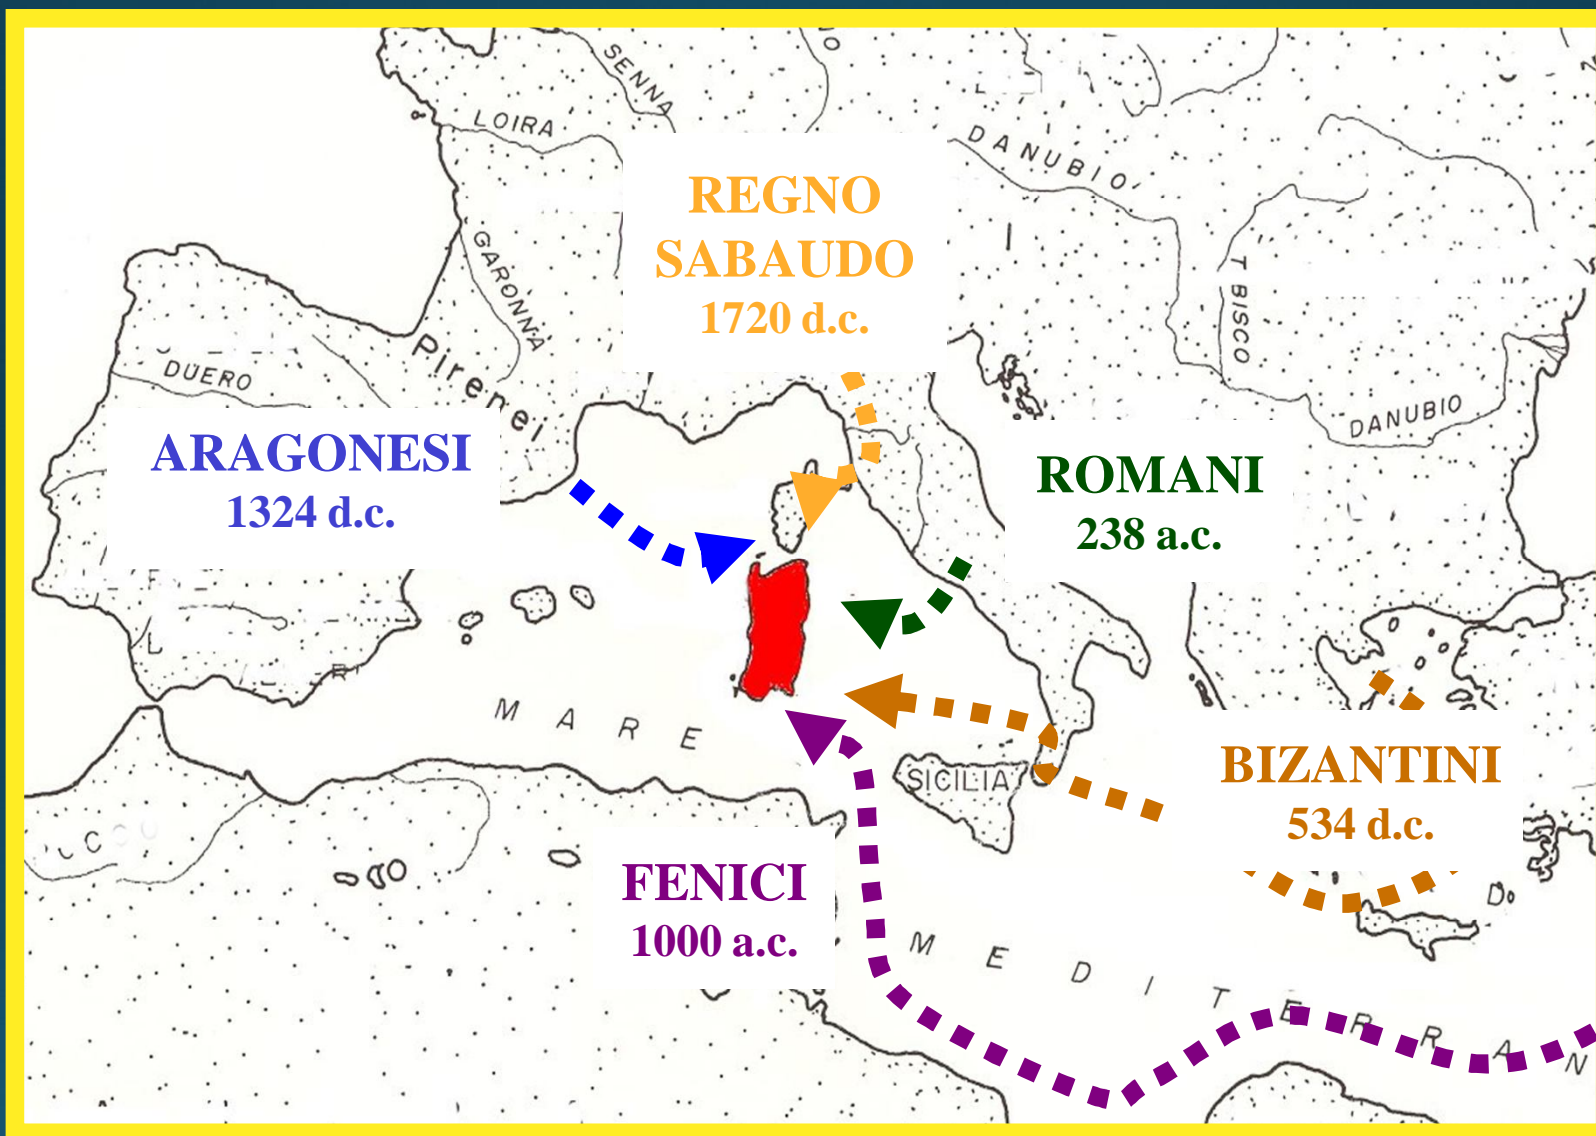 SENNA
LOIRA
DANUBIO
REGNO
SABAUDO
1720 d.c.
GARONNA
TBISCO
Pirenei
DUERO
DANUBIO
ARAGONESI
1324 d.c.
ROMANI
238 a.c.
MARE
SICILIA
BIZANTINI
534 d.c.
FENICI
1000 a.c.
MEDITERRAN